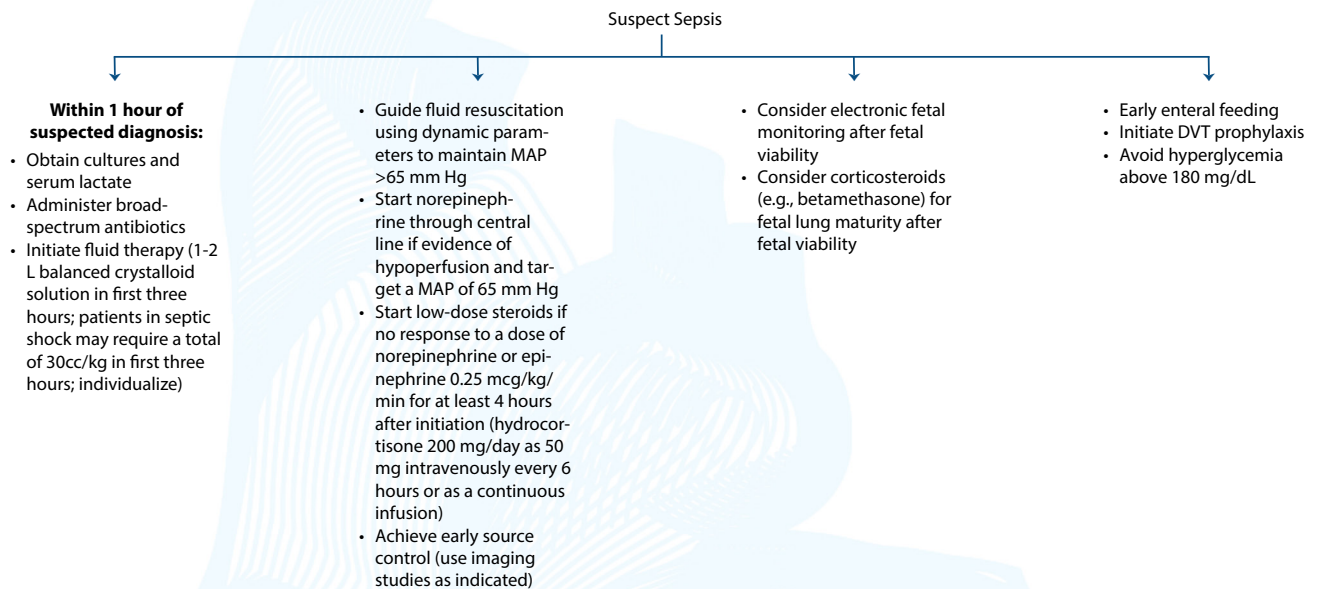 Suspect Sepsis
Within 1 hour of
suspected diagnosis:
• Obtain cultures and
serum lactate
• Administer broad-
spectrum antibiotics
• Initiate fluid therapy (1-2
L balanced crystalloid
solution in first three
hours; patients in septic
shock may require a total
of 30cc/kg in first three
hours; individualize)
• Guide fluid resuscitation
using dynamic param-
eters to maintain MAP
>65 mm Hg
• Start norepineph-
rine through central
line if evidence of
hypoperfusion and tar-
get a MAP of 65 mm Hg
• Start low-dose steroids if
no response to a dose of
norepinephrine or epi-
nephrine 0.25 mcg/kg/
min for at least 4 hours
after initiation (hydrocor-
tisone 200 mg/day as 50
mg intravenously every 6
hours or as a continuous
infusion)
• Achieve early source
control (use imaging
studies as indicated)
• Consider electronic fetal
monitoring after fetal
viability
• Consider corticosteroids
(e.g., betamethasone) for
fetal lung maturity after
fetal viability
• Early enteral feeding
• Initiate DVT prophylaxis
• Avoid hyperglycemia
above 180 mg/dL